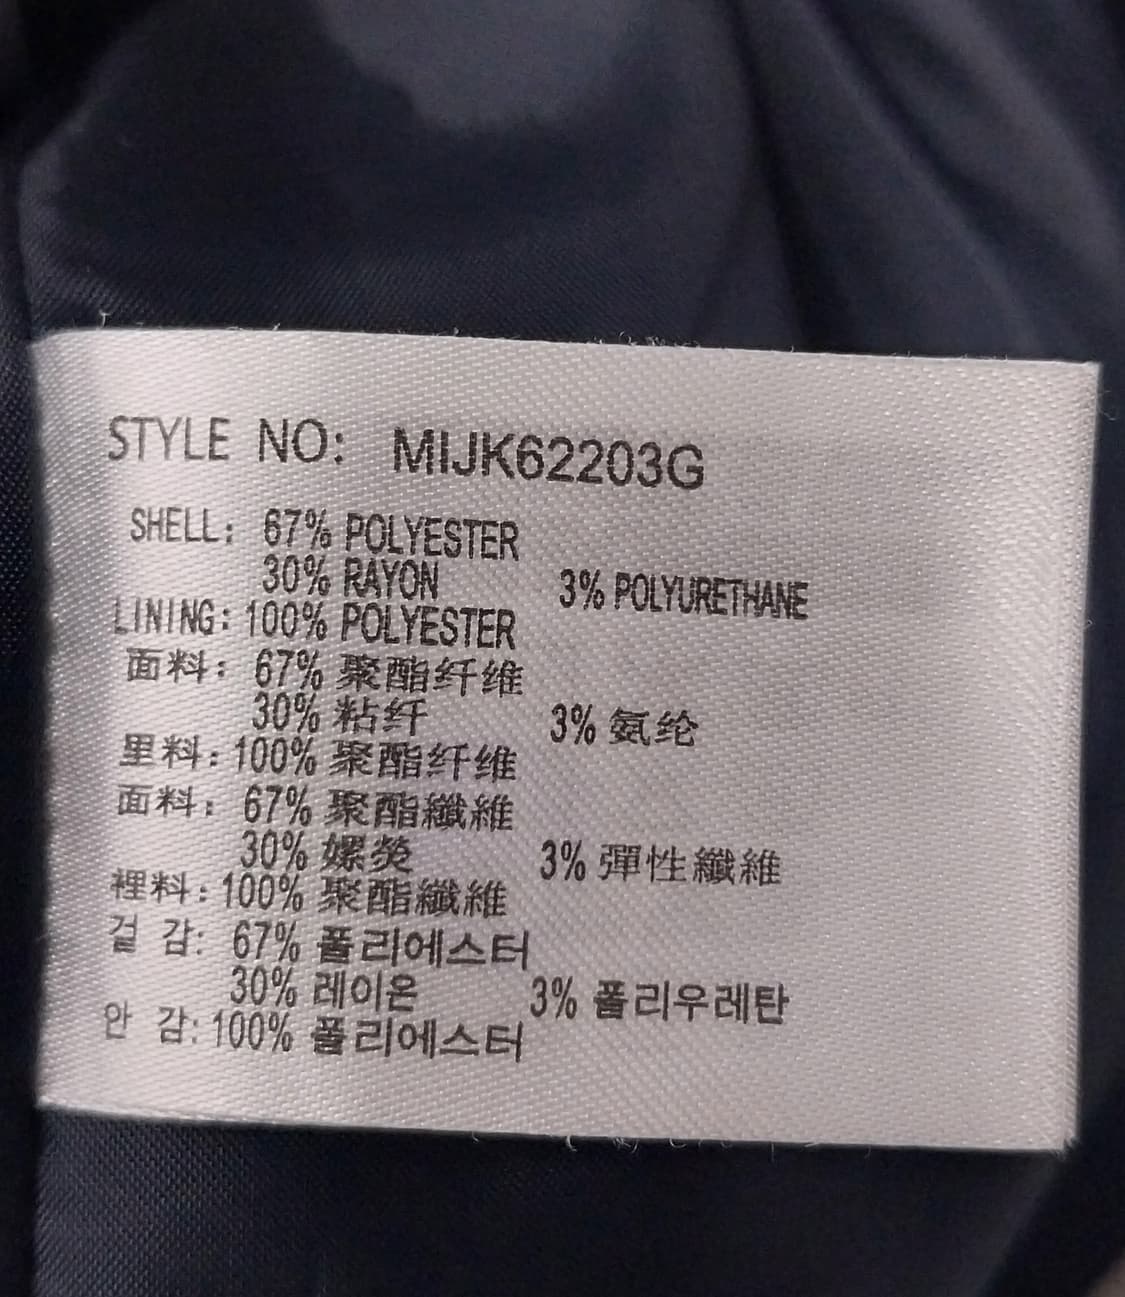 STYLE NO: MIJK62203G
SHELL: 67% POLYESTER
30% RAYON 3% POLYURETHANE
LINING: 100% POLYESTER
面料: 67% 聚酯纤维
30% 粘纤 3% 氨纶
里料: 100% 聚酯纤维
面料: 67% 聚酯纖維
30% 嫘熒 3% 彈性纖維
裡料: 100% 聚酯纖維
겉 감: 67% 폴리에스터
30% 레이온 3% 폴리우레탄
안 감: 100% 폴리에스터